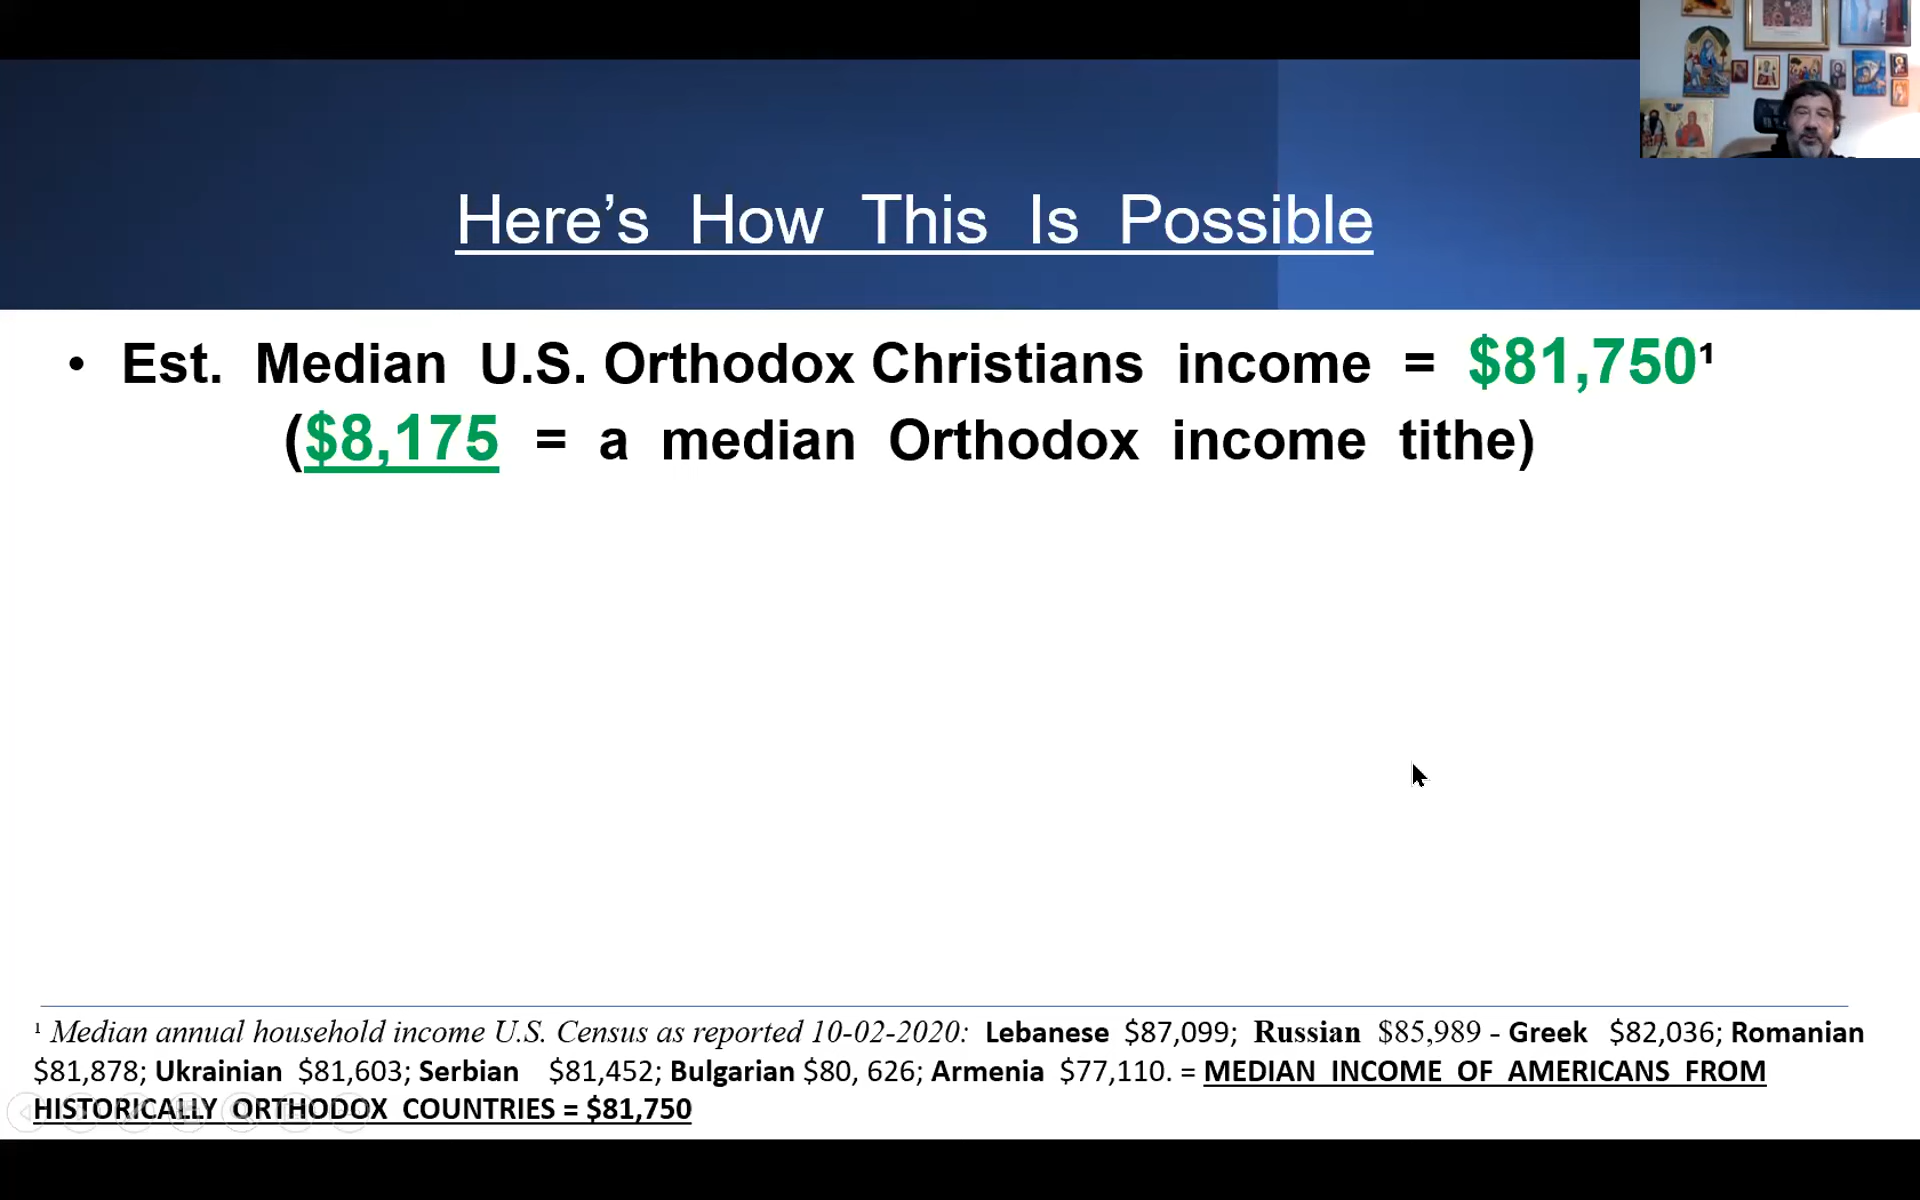 Here’s How This Is Possible
• Est. Median U.S. Orthodox Christians income = $81,750¹
($8,175 = a median Orthodox income tithe)
¹ Median annual household income U.S. Census as reported 10-02-2020: Lebanese $87,099; Russian $85,989 - Greek $82,036; Romanian
$81,878; Ukrainian $81,603; Serbian $81,452; Bulgarian $80, 626; Armenia $77,110. = MEDIAN INCOME OF AMERICANS FROM
HISTORICALLY ORTHODOX COUNTRIES = $81,750